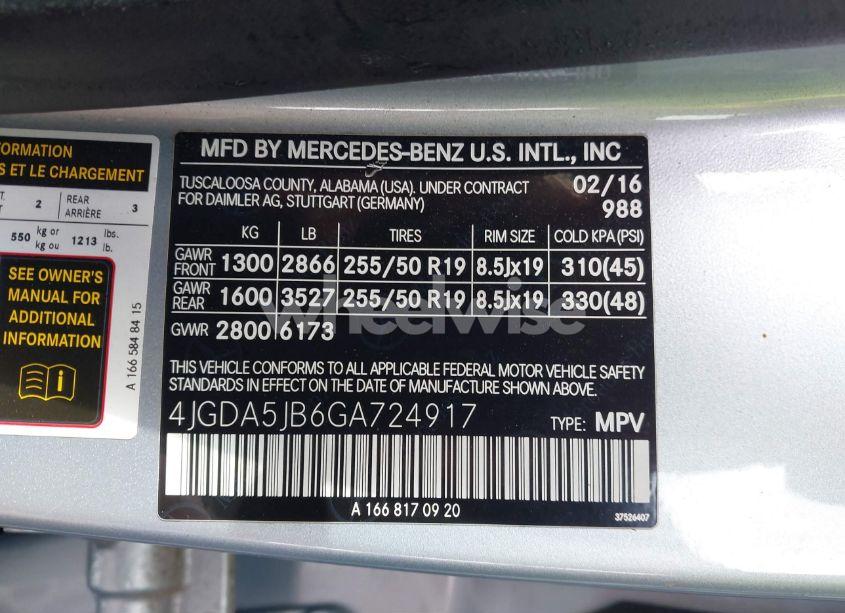 FORMATION
S ET LE CHARGEMENT
2 REAR ARRIÈRE 3
550 kg or kg ou 1213 lbs. lb.
SEE OWNER'S
MANUAL FOR
ADDITIONAL
INFORMATION
A 166 584 84 15
MFD BY MERCEDES-BENZ U.S. INTL., INC
TUSCALOOSA COUNTY, ALABAMA (USA). UNDER CONTRACT 02/16
FOR DAIMLER AG, STUTTGART (GERMANY) 988
KG LB TIRES RIM SIZE COLD KPA(PSI)
GAWR FRONT 1300 2866 255/50 R19 8.5Jx19 310(45)
GAWR REAR 1600 3527 255/50 R19 8.5Jx19 330(48)
GVWR 2800 6173
wheelwise
THIS VEHICLE CONFORMS TO ALL APPLICABLE FEDERAL MOTOR VEHICLE SAFETY
STANDARDS IN EFFECT ON THE DATE OF MANUFACTURE SHOWN ABOVE.
4JGDA5JB6GA724917 TYPE: MPV
A 166 817 09 20
37526407